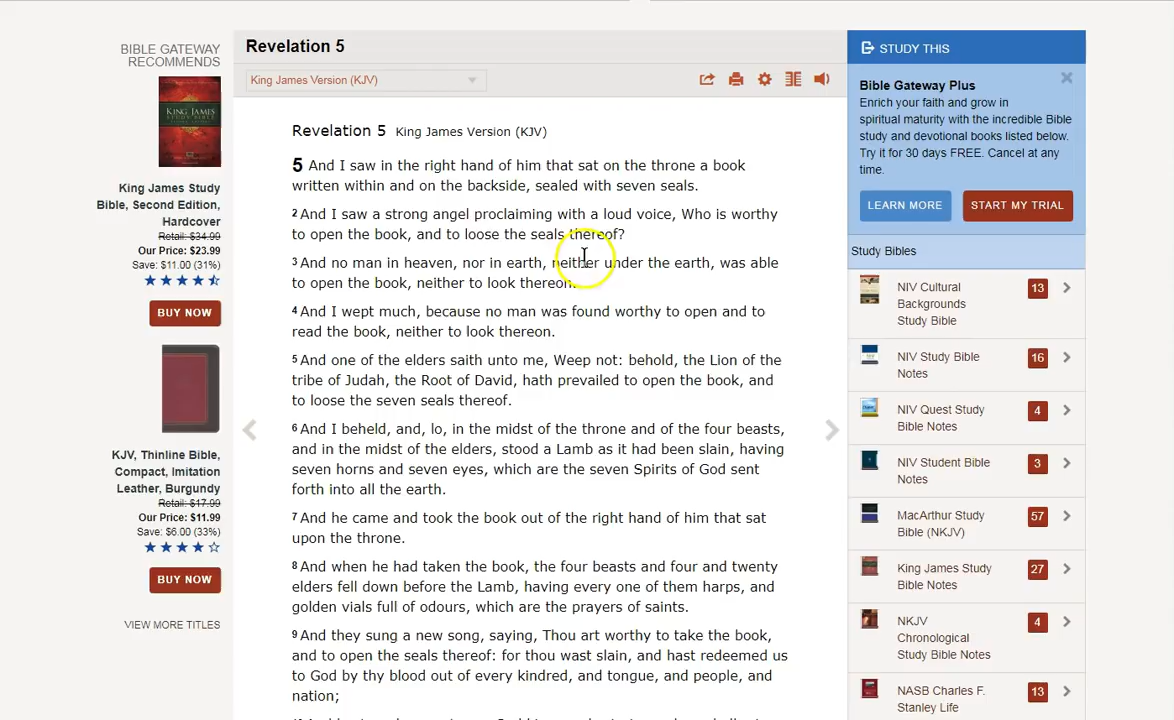 BIBLE GATEWAY
RECOMMENDS
KING JAMES
STUDY BIBLE
King James Study
Bible, Second Edition,
Hardcover
Retail: $34.99
Our Price: $23.99
Save: $11.00 (31%)
BUY NOW
KJV, Thinline Bible,
Compact, Imitation
Leather, Burgundy
Retail: $17.99
Our Price: $11.99
Save: $6.00 (33%)
BUY NOW
VIEW MORE TITLES
Revelation 5
King James Version (KJV)
Revelation 5 King James Version (KJV)
5 And I saw in the right hand of him that sat on the throne a book
written within and on the backside, sealed with seven seals.
2 And I saw a strong angel proclaiming with a loud voice, Who is worthy
to open the book, and to loose the seals thereof?
3 And no man in heaven, nor in earth, neither under the earth, was able
to open the book, neither to look thereon.
4 And I wept much, because no man was found worthy to open and to
read the book, neither to look thereon.
5 And one of the elders saith unto me, Weep not: behold, the Lion of the
tribe of Judah, the Root of David, hath prevailed to open the book, and
to loose the seven seals thereof.
6 And I beheld, and, lo, in the midst of the throne and of the four beasts,
and in the midst of the elders, stood a Lamb as it had been slain, having
seven horns and seven eyes, which are the seven Spirits of God sent
forth into all the earth.
7 And he came and took the book out of the right hand of him that sat
upon the throne.
8 And when he had taken the book, the four beasts and four and twenty
elders fell down before the Lamb, having every one of them harps, and
golden vials full of odours, which are the prayers of saints.
9 And they sung a new song, saying, Thou art worthy to take the book,
and to open the seals thereof: for thou wast slain, and hast redeemed us
to God by thy blood out of every kindred, and tongue, and people, and
nation;
STUDY THIS
Bible Gateway Plus
Enrich your faith and grow in
spiritual maturity with the incredible Bible
study and devotional books listed below.
Try it for 30 days FREE. Cancel at any
time.
LEARN MORE
START MY TRIAL
Study Bibles
NIV Cultural
Backgrounds
Study Bible
13
NIV Study Bible
Notes
16
NIV Quest Study
Bible Notes
4
NIV Student Bible
Notes
3
MacArthur Study
Bible (NKJV)
57
King James Study
Bible Notes
27
NKJV
Chronological
Study Bible Notes
4
NASB Charles F.
Stanley Life
13